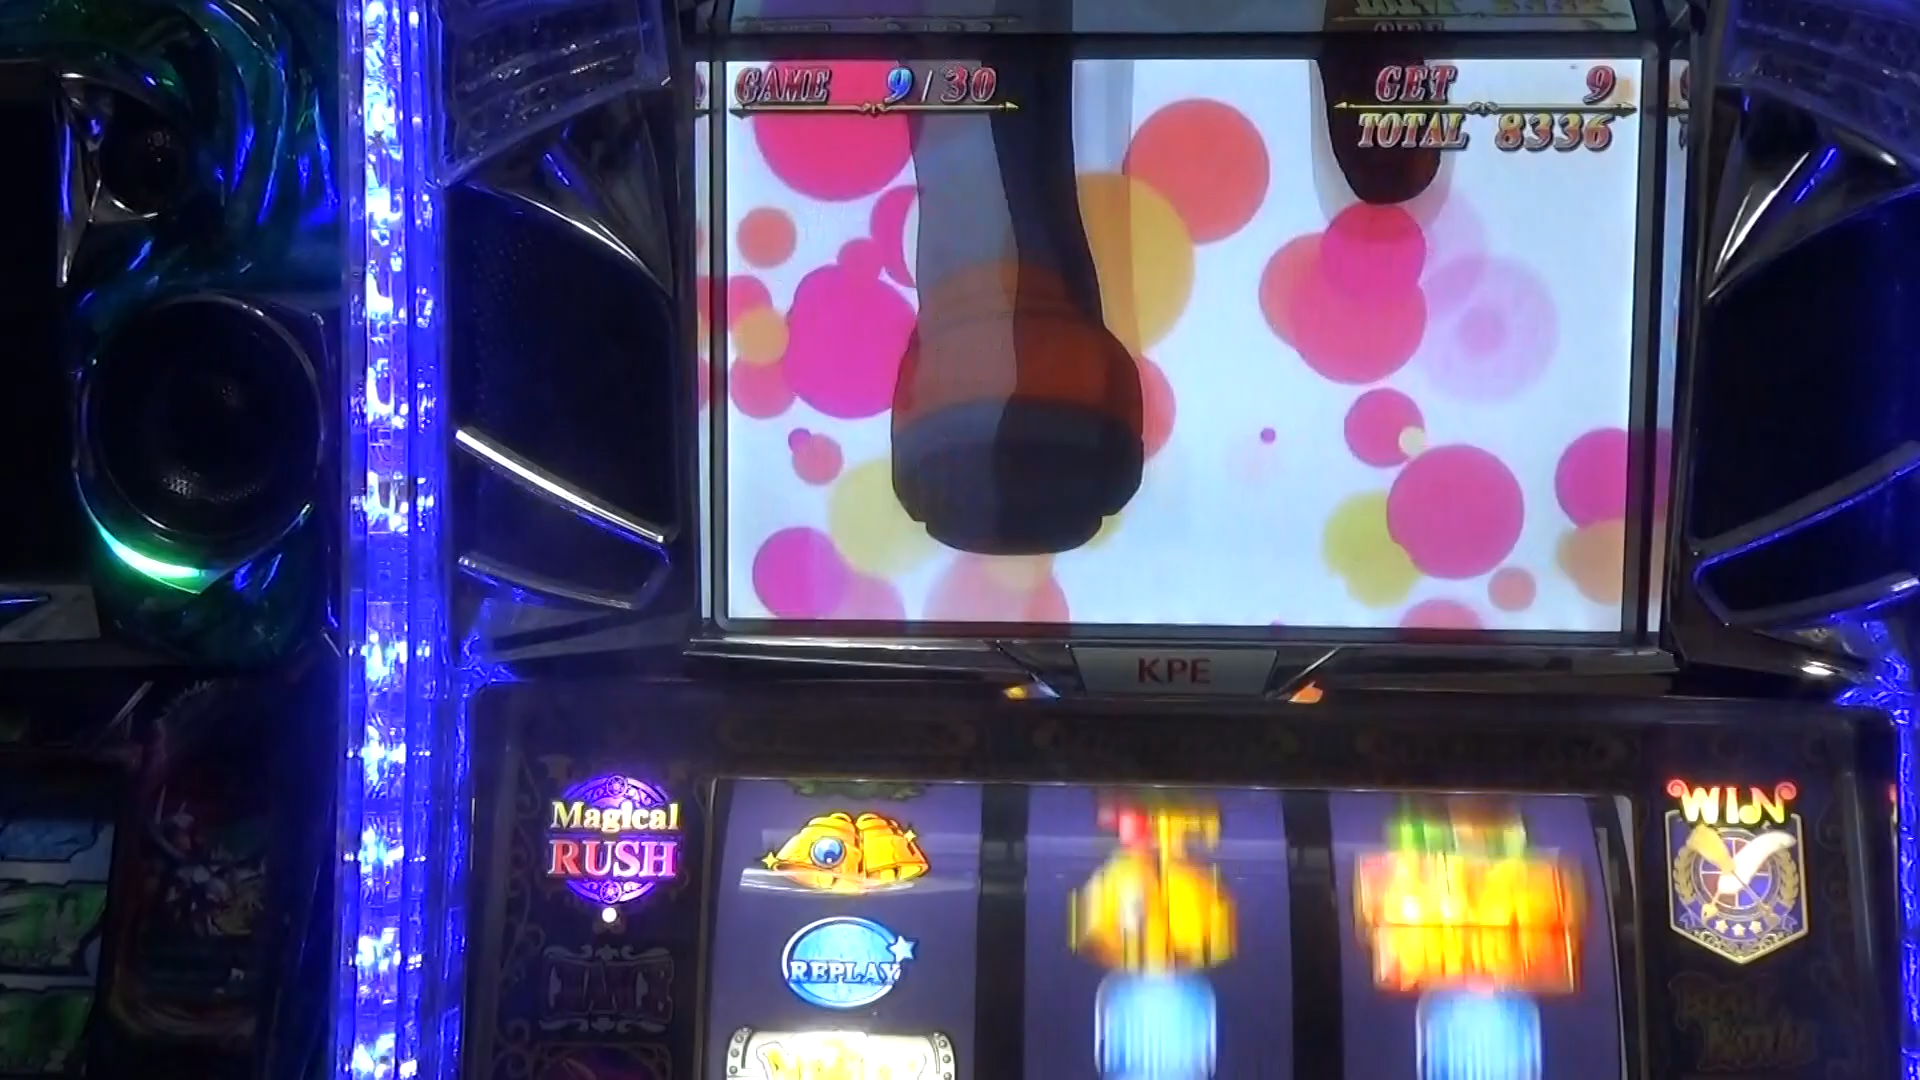 GAME 9/30
GET 9
TOTAL 8336
KPE
Magical
RUSH
WIN
REPLAY